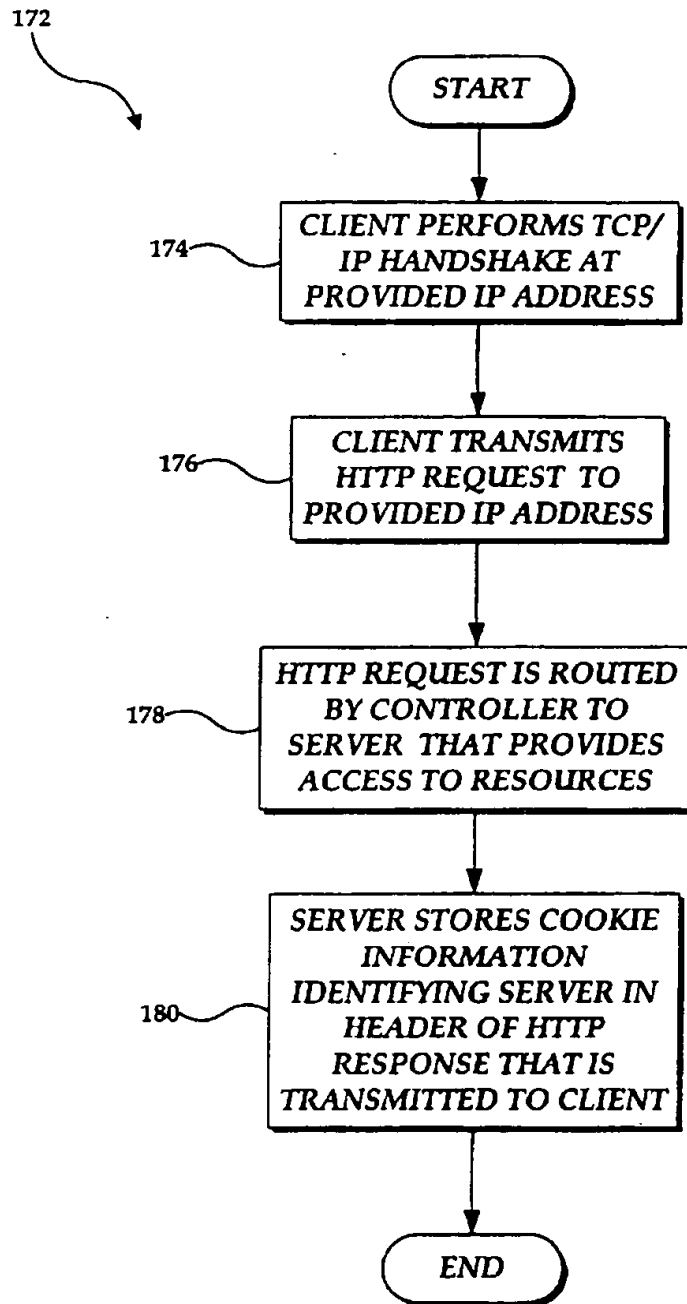 172
START
174
CLIENT PERFORMS TCP/
IP HANDSHAKE AT
PROVIDED IP ADDRESS
176
CLIENT TRANSMITS
HTTP REQUEST TO
PROVIDED IP ADDRESS
178
HTTP REQUEST IS ROUTED
BY CONTROLLER TO
SERVER THAT PROVIDES
ACCESS TO RESOURCES
180
SERVER STORES COOKIE
INFORMATION
IDENTIFYING SERVER IN
HEADER OF HTTP
RESPONSE THAT IS
TRANSMITTED TO CLIENT
END